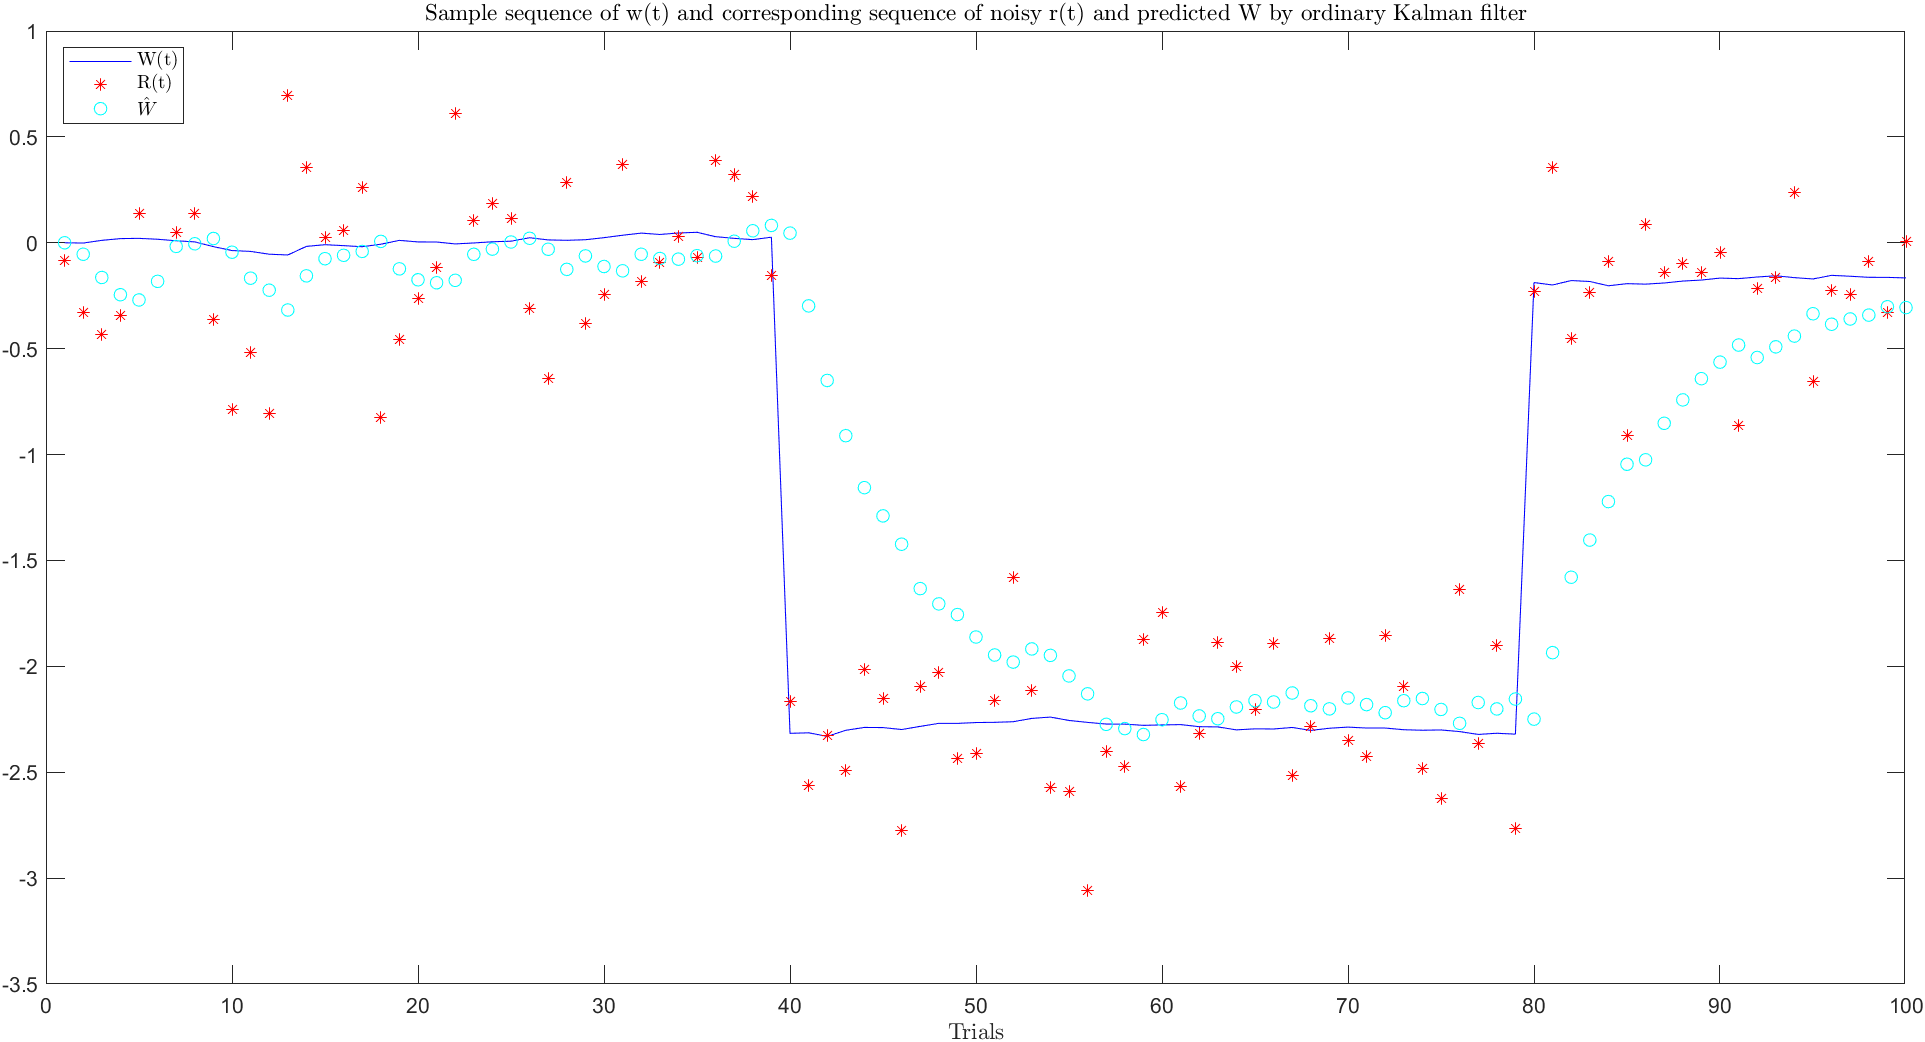 Sample sequence of w(t) and corresponding sequence of noisy r(t) and predicted W by ordinary Kalman filter
W(t)
R(t)
Ŵ
1
0.5
0
-0.5
-1
-1.5
-2
-2.5
-3
-3.5
0 10 20 30 40 50 60 70 80 90 100
Trials